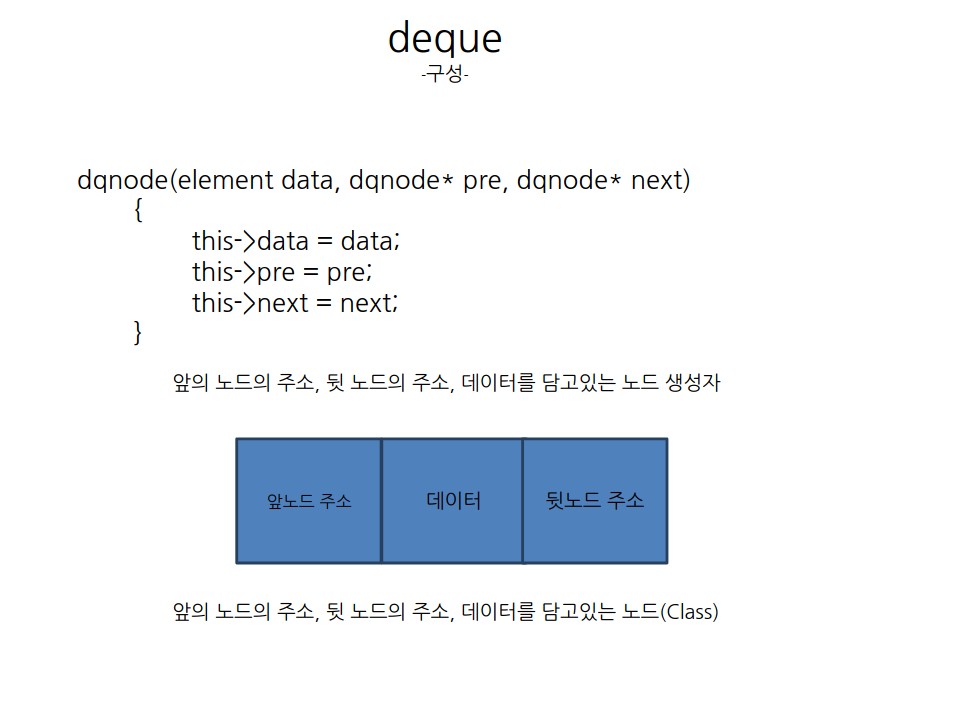 deque
-구성-
dqnode(element data, dqnode* pre, dqnode* next)
{
this->data = data;
this->pre = pre;
this->next = next;
}
앞의 노드의 주소, 뒷 노드의 주소, 데이터를 담고있는 노드 생성자
앞노드 주소 데이터 뒷노드 주소
앞의 노드의 주소, 뒷 노드의 주소, 데이터를 담고있는 노드(Class)